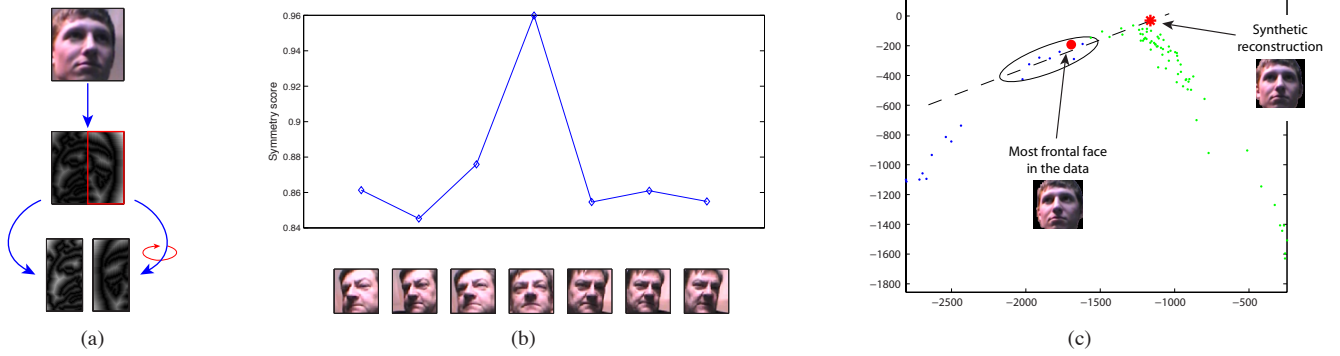 0.96
0.94
0.92
0.9
0.88
0.86
0.84
Symmetry score
0
−200
−400
−600
−800
−1000
−1200
−1400
−1600
−1800
−2500
−2000
−1500
−1000
−500
Synthetic
reconstruction
Most frontal face
in the data
(a)
(b)
(c)